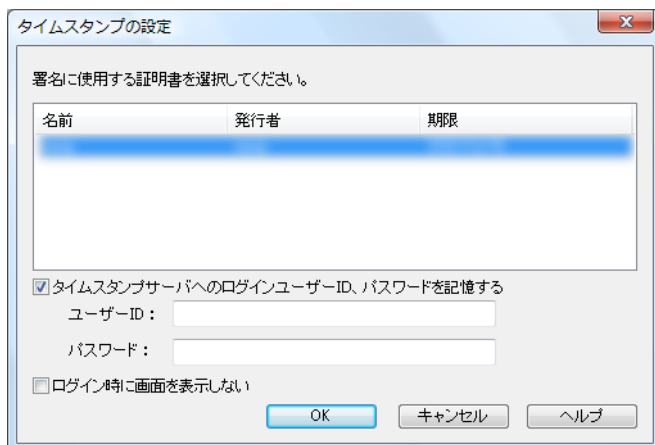 タイムスタンプの設定
署名に使用する証明書を選択してください。
名前 発行者 期限
タイムスタンプサーバへのログインユーザーID、パスワードを記憶する
ユーザーID：
パスワード：
ログイン時に画面を表示しない
OK キャンセル ヘルプ